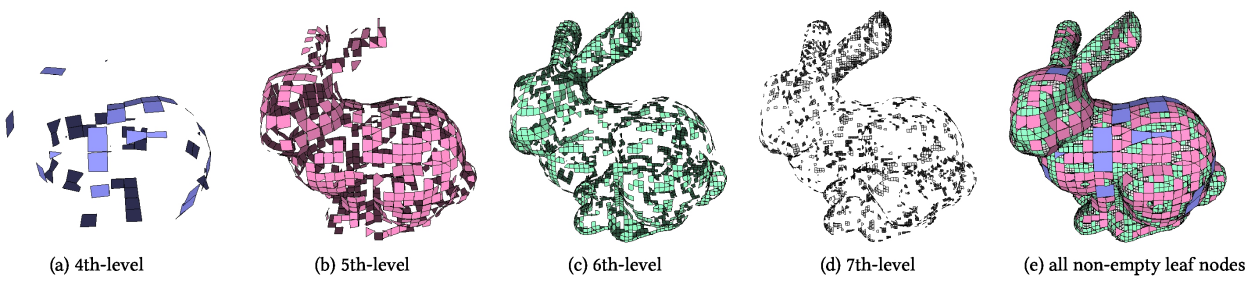 (a) 4th-level
(b) 5th-level
(c) 6th-level
(d) 7th-level
(e) all non-empty leaf nodes